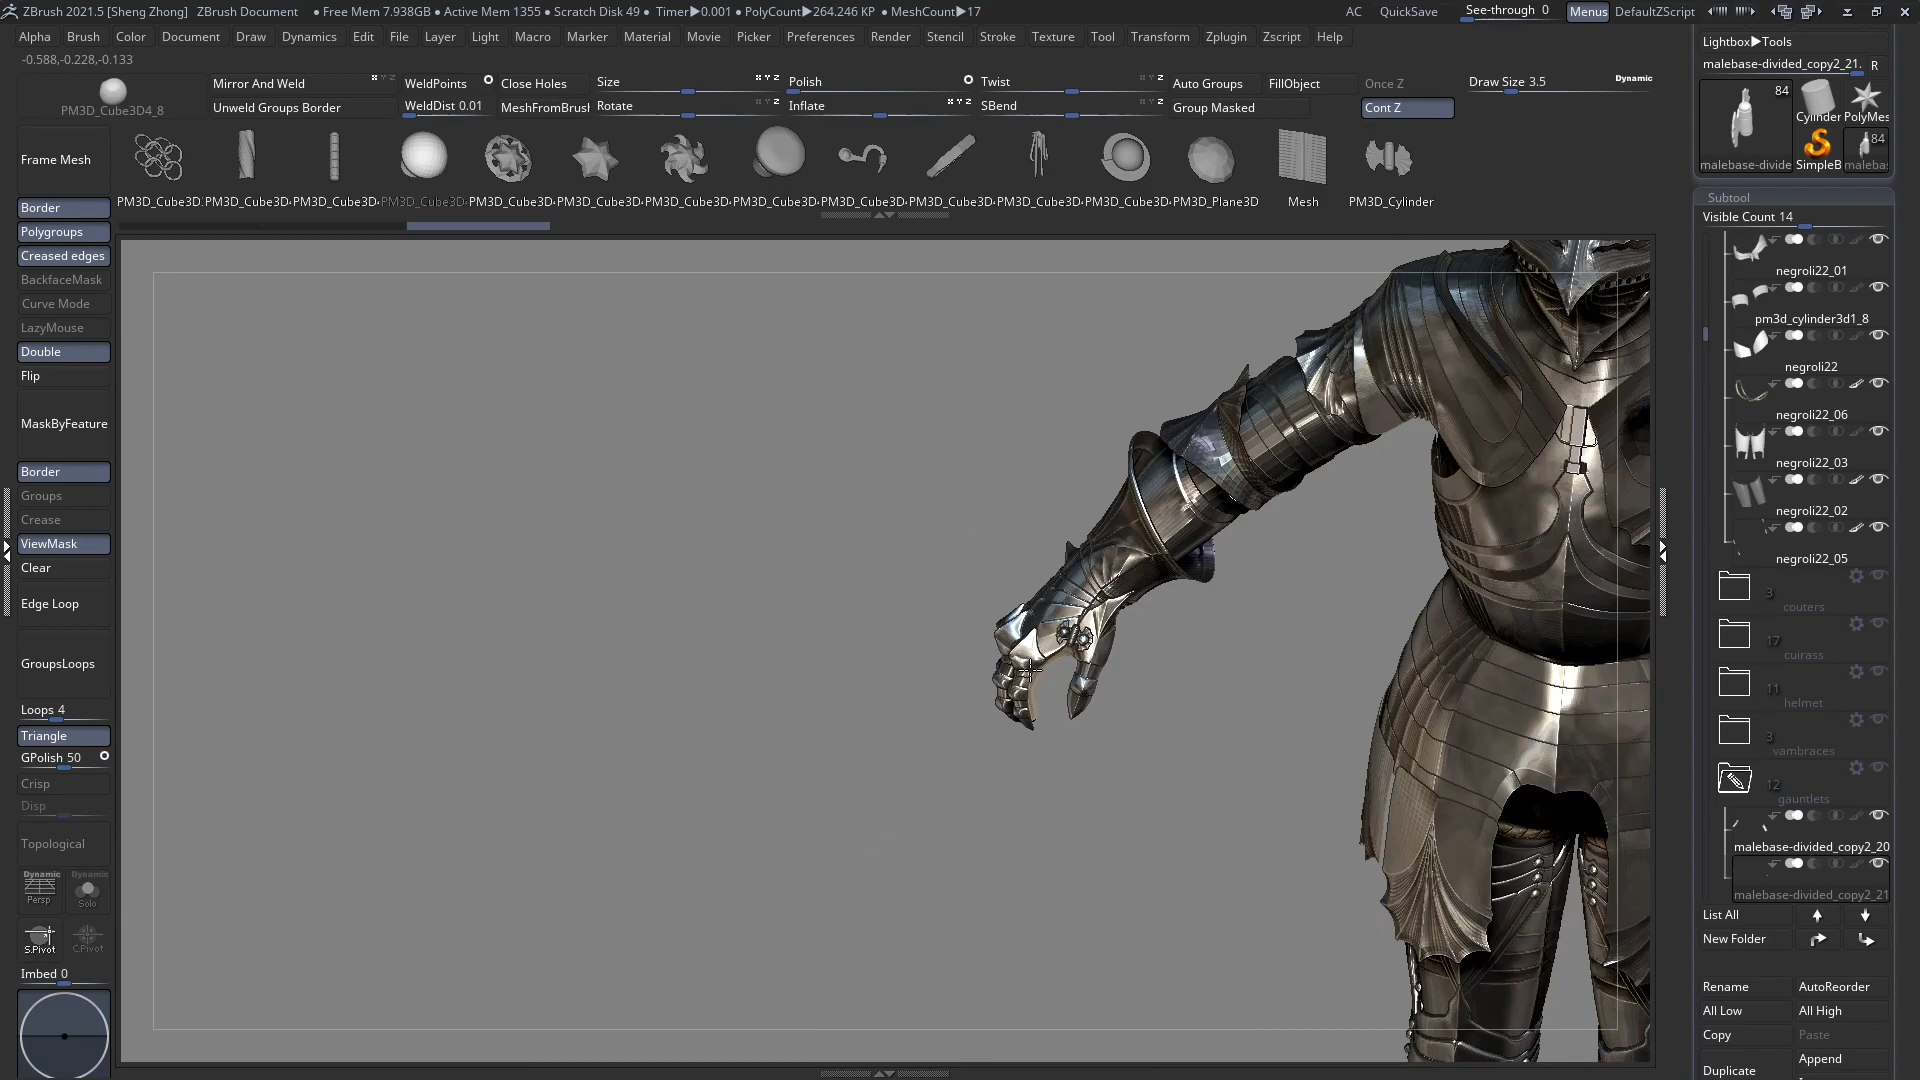 ZBrush 2021.5 [Sheng Zhong] ZBrush Document • Free Mem 7.938GB • Active Mem 1355 • Scratch Disk 49 • Timer▶0.001 • PolyCount▶264.246 KP • MeshCount▶17 AC QuickSave See-through 0 Menus DefaultZScript
Alpha Brush Color Document Draw Dynamics Edit File Layer Light Macro Marker Material Movie Picker Preferences Render Stencil Stroke Texture Tool Transform Zplugin Zscript Help
-0.588,-0.228,-0.133
PM3D_Cube3D4_8
Mirror And Weld WeldPoints Close Holes Size Polish Twist Auto Groups FillObject Once Z Draw Size 3.5 Dynamic
Unweld Groups Border WeldDist 0.01 MeshFromBrush Rotate Inflate SBend Group Masked Cont Z
PM3D_Cube3D PM3D_Cube3D PM3D_Cube3D PM3D_Cube3D PM3D_Cube3D PM3D_Cube3D PM3D_Cube3D PM3D_Cube3D PM3D_Cube3D PM3D_Cube3D PM3D_Cube3D PM3D_Cube3D PM3D_Plane3D Mesh PM3D_Cylinder
Frame Mesh
Border
Polygroups
Creased edges
BackfaceMask
Curve Mode
LazyMouse
Double
Flip
MaskByFeature
Border
Groups
Crease
ViewMask
Clear
Edge Loop
GroupsLoops
Loops 4
Triangle
GPolish 50
Crisp
Disp
Topological
Dynamic Dynamic
Persp Solo
S.Pivot C.Pivot
Imbed 0
Lightbox▶Tools
malebase-divided_copy2_21. R
84
Cylinder PolyMes
84
malebase-divide SimpleB malebas
Subtool
Visible Count 14
negroli22_01
pm3d_cylinder3d1_8
negroli22
negroli22_06
negroli22_03
negroli22_02
negroli22_05
3
couters
17
cuirass
11
helmet
3
vambraces
12
gauntlets
malebase-divided_copy2_20
malebase-divided_copy2_21
List All
New Folder
Rename AutoReorder
All Low All High
Copy Paste
Append
Duplicate